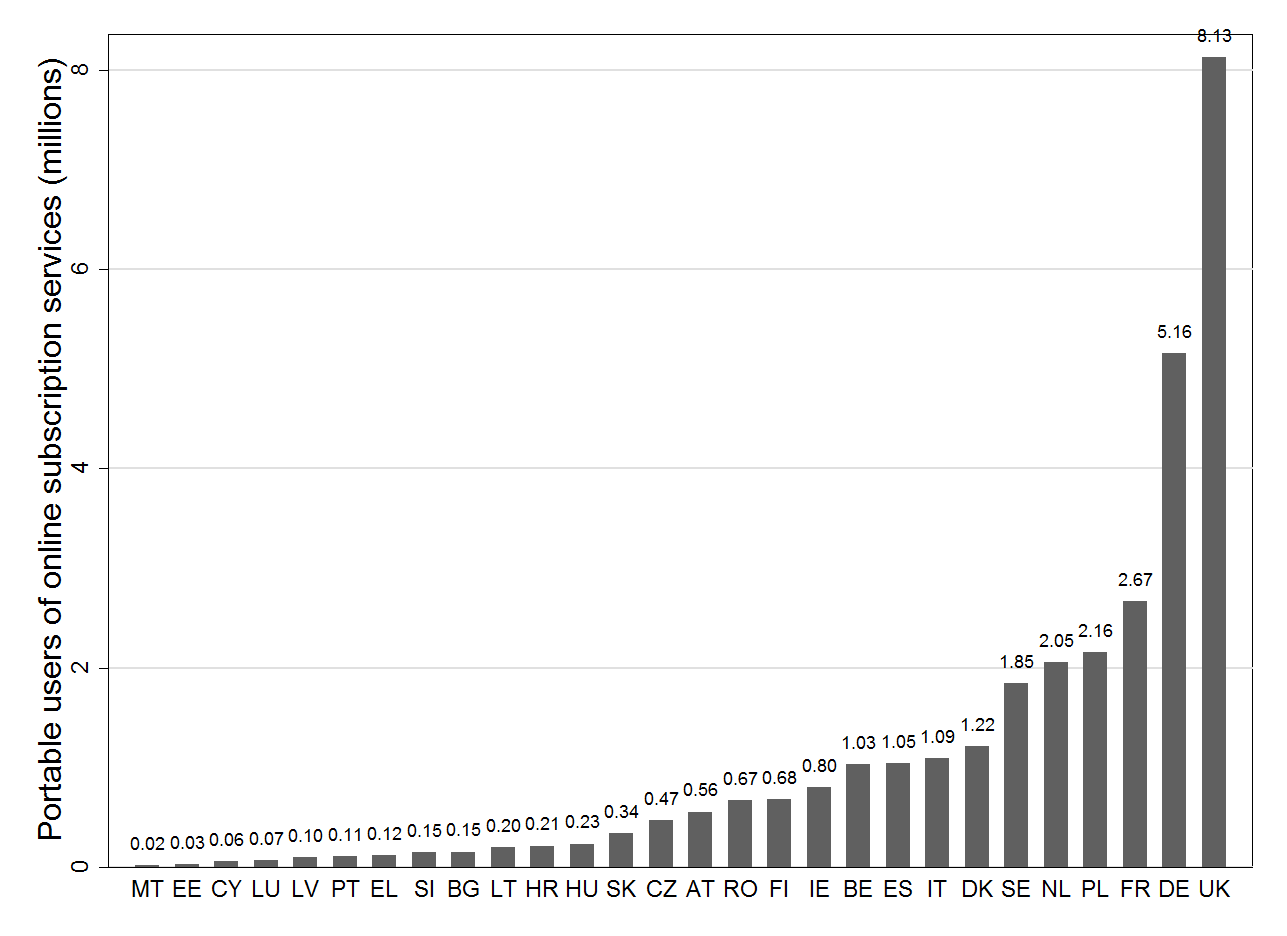 Portable users of online subscription services (millions)
8
6
4
2
0
0.02 0.03 0.06 0.07 0.10 0.11 0.12 0.15 0.15 0.20 0.21 0.23 0.34 0.47 0.56 0.67 0.68 0.80 1.03 1.05 1.09 1.22 1.85 2.05 2.16 2.67 5.16 8.13
MT EE CY LU LV PT EL SI BG LT HR HU SK CZ AT RO FI IE BE ES IT DK SE NL PL FR DE UK